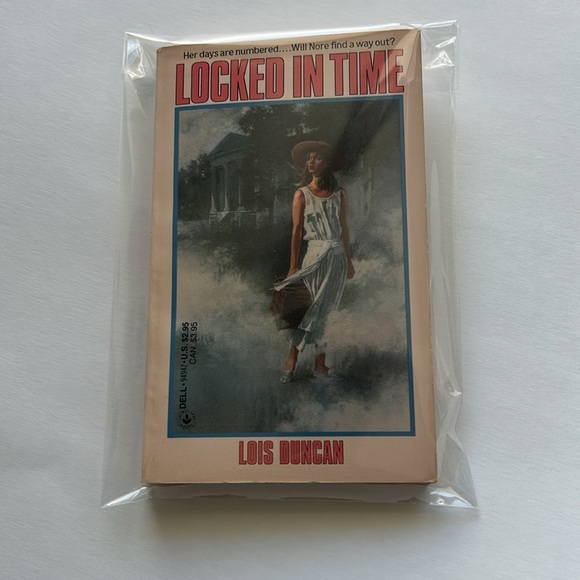 Her days are numbered....Will Nore find a way out?
LOCKED IN TIME
DELL • 94942 • U.S. $2.95
CAN. $3.95
LOIS DUNCAN